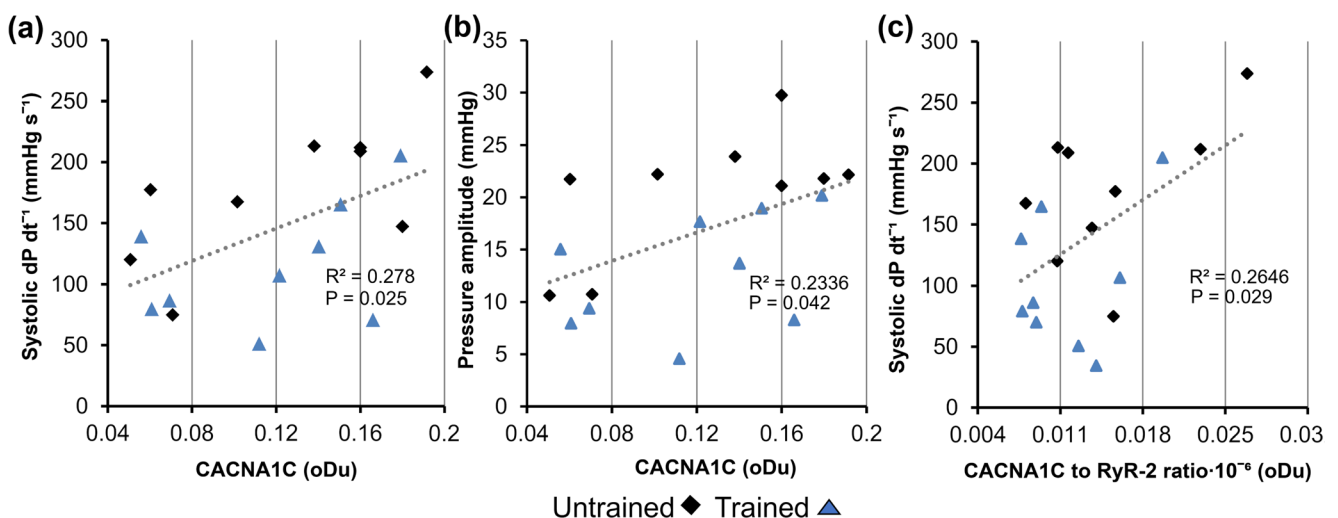 (a)
Systolic dP dt⁻¹ (mmHg s⁻¹)
300
250
200
150
100
50
0
R² = 0.278
P = 0.025
0.04 0.08 0.12 0.16 0.2
CACNA1C (oDu)
(b)
Pressure amplitude (mmHg)
35
30
25
20
15
10
5
0
R² = 0.2336
P = 0.042
0.04 0.08 0.12 0.16 0.2
CACNA1C (oDu)
(c)
Systolic dP dt⁻¹ (mmHg s⁻¹)
300
250
200
150
100
50
0
R² = 0.2646
P = 0.029
0.004 0.011 0.018 0.025 0.03
CACNA1C to RyR-2 ratio·10⁻⁶ (oDu)
Untrained Trained